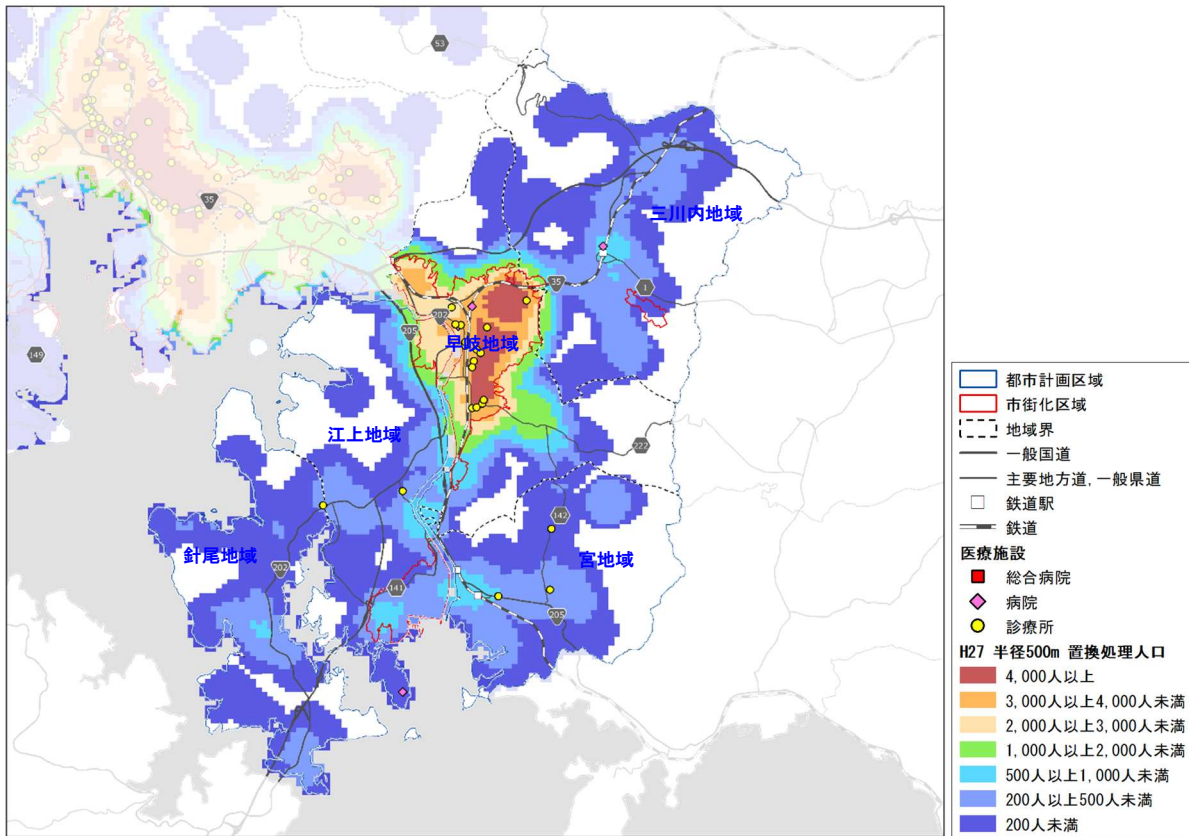 53
35
三川内地域
35
1
202
205
早岐地域
149
江上地域
222
142
針尾地域
宮地域
202
141
205
都市計画区域
市街化区域
地域界
一般国道
主要地方道,一般県道
鉄道駅
鉄道
医療施設
総合病院
病院
診療所
H27 半径500m 置換処理人口
4,000人以上
3,000人以上4,000人未満
2,000人以上3,000人未満
1,000人以上2,000人未満
500人以上1,000人未満
200人以上500人未満
200人未満